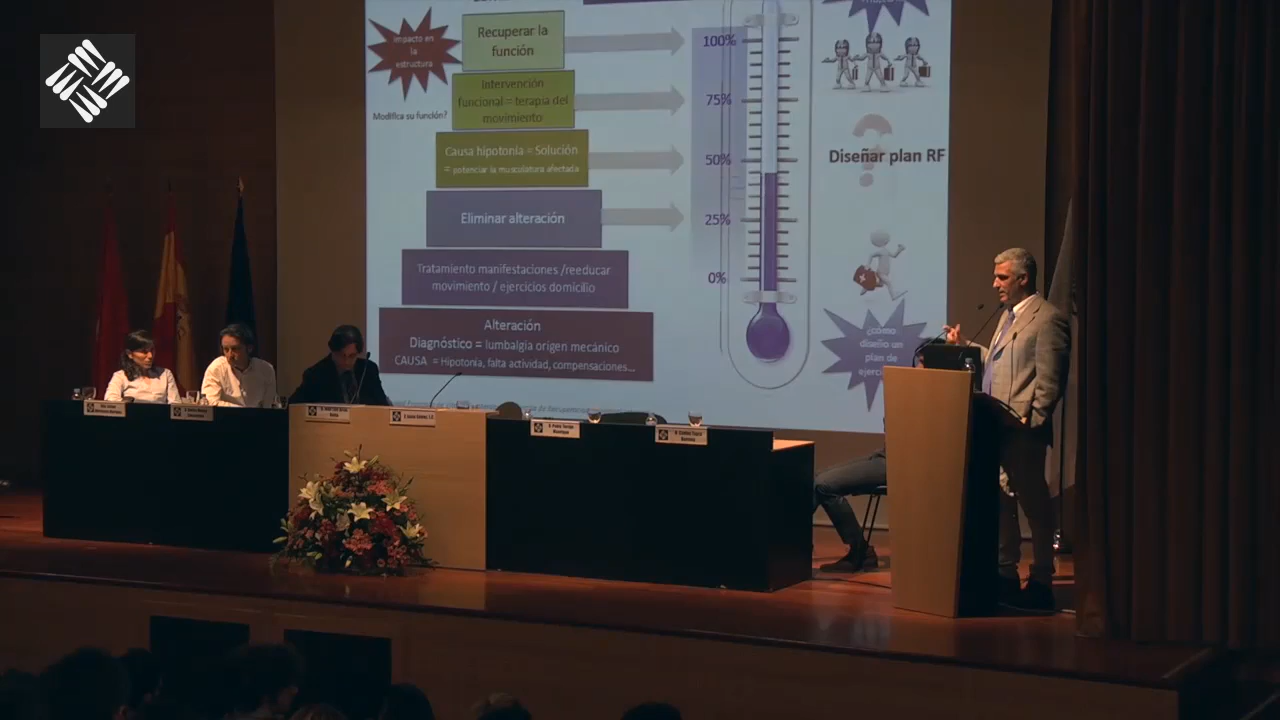 Impacto en
la
estructura
Modifica su función?
Recuperar la
función
Intervención
funcional = terapia del
movimiento
Causa hipotonía = Solución
= potenciar la musculatura afectada
Eliminar alteración
Tratamiento manifestaciones /reeducar
movimiento / ejercicios domicilio
Alteración
Diagnóstico = lumbalgia origen mecánico
CAUSA = Hipotonía, falta actividad, compensaciones...
100%
75%
50%
25%
0%
Diseñar plan RF
¿cómo
diseño un
plan de